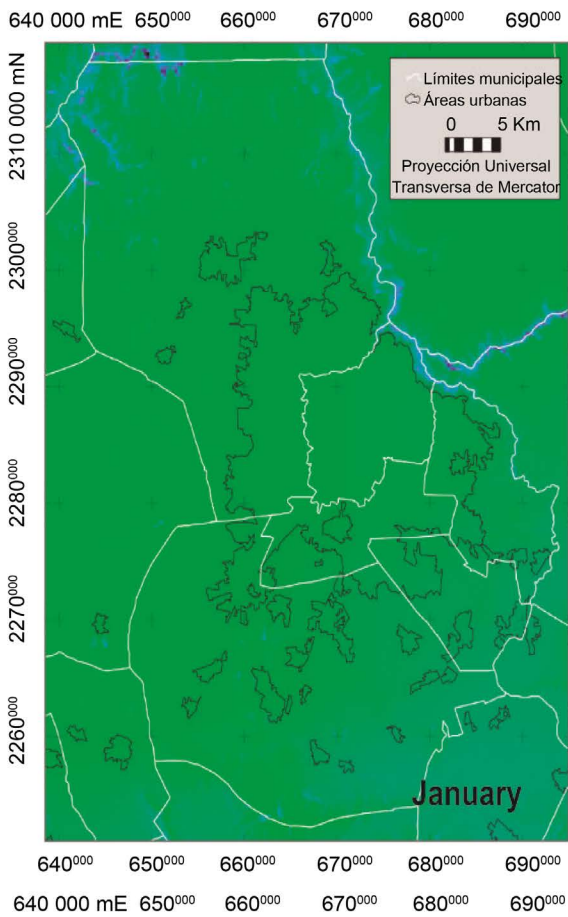 640 000 mE 650⁰⁰⁰ 660⁰⁰⁰ 670⁰⁰⁰ 680⁰⁰⁰ 690⁰⁰⁰
Límites municipales
Áreas urbanas
0 5 Km
Proyección Universal
Transversa de Mercator
2310 000 mN
2300⁰⁰⁰
2290⁰⁰⁰
2280⁰⁰⁰
2270⁰⁰⁰
2260⁰⁰⁰
January
640⁰⁰⁰ 650⁰⁰⁰ 660⁰⁰⁰ 670⁰⁰⁰ 680⁰⁰⁰ 690⁰⁰⁰
640 000 mE 650⁰⁰⁰ 660⁰⁰⁰ 670⁰⁰⁰ 680⁰⁰⁰ 690⁰⁰⁰